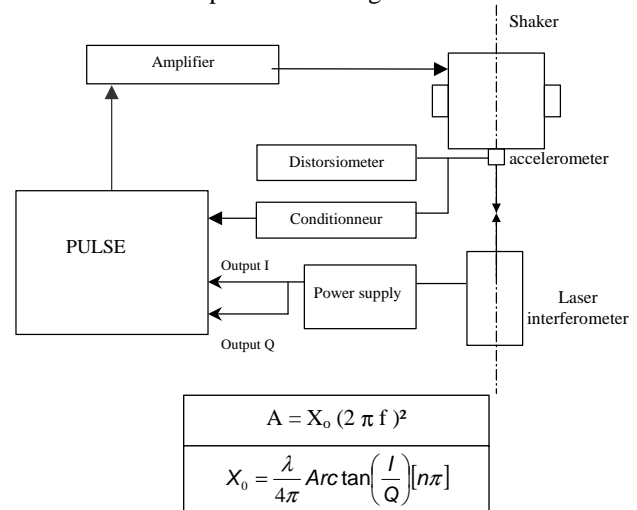 Shaker
Amplifier
accelerometer
Distorsiometer
Conditionneur
PULSE
Output I
Power supply
Laser
interferometer
Output Q
A = Xₒ (2 π f )²
X₀ = λ/4π Arc tan(I/Q)[nπ]